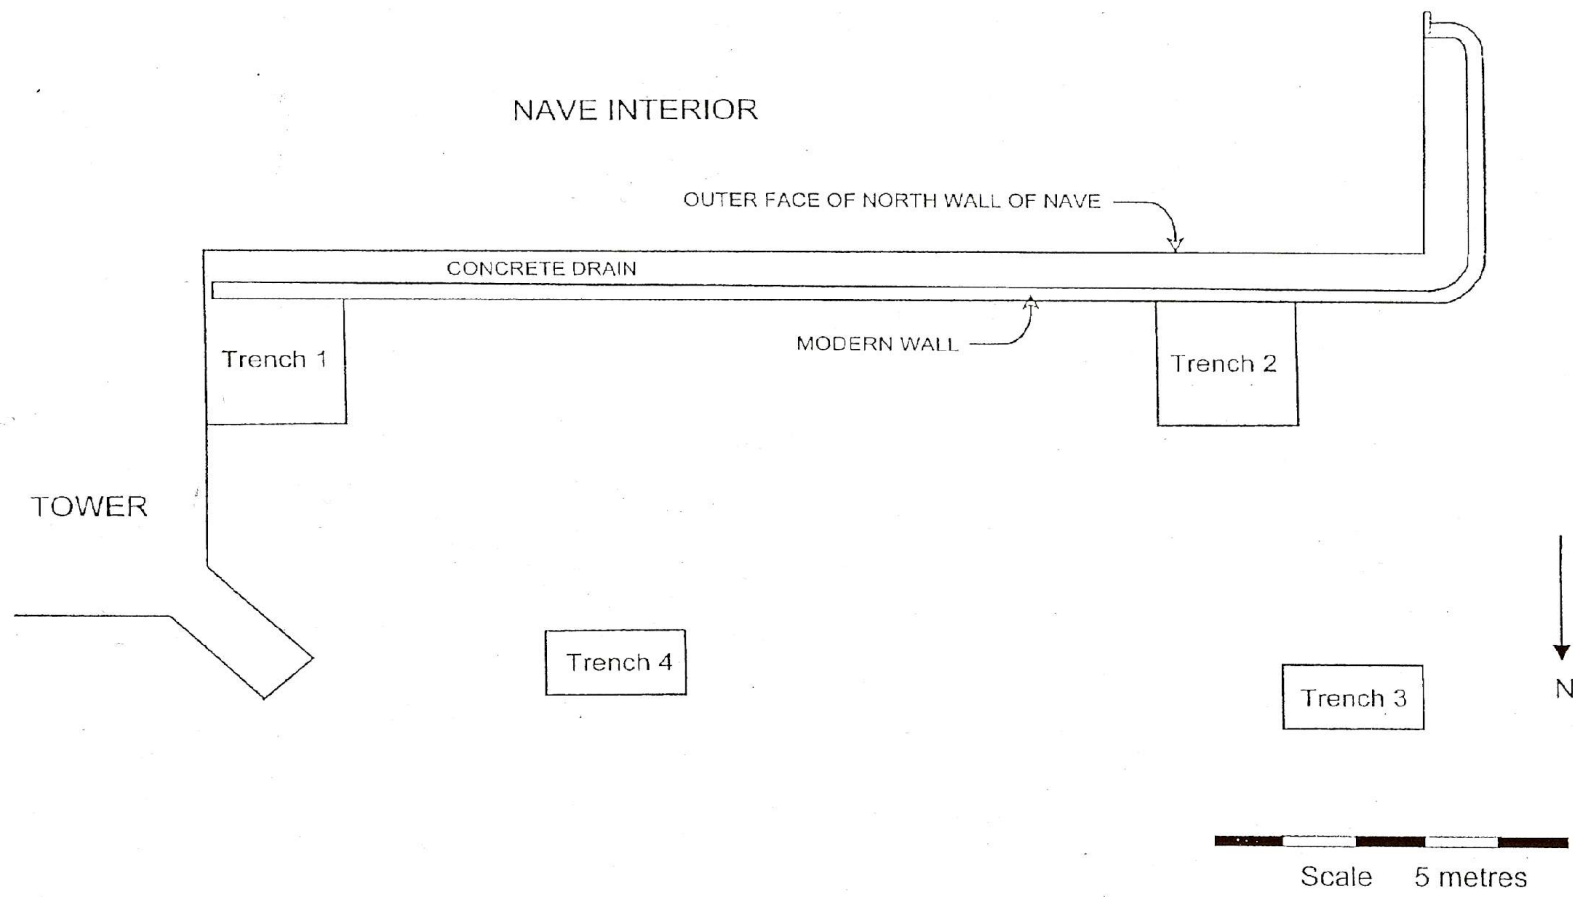 NAVE INTERIOR
OUTER FACE OF NORTH WALL OF NAVE
CONCRETE DRAIN
MODERN WALL
Trench 1
Trench 2
TOWER
Trench 4
Trench 3
N
Scale 5 metres